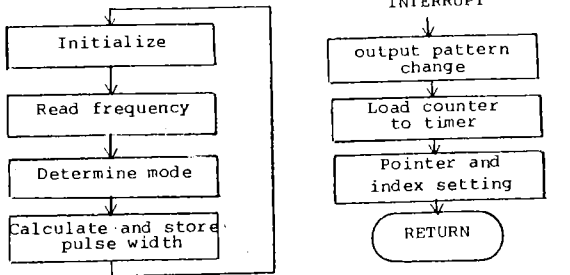 Initialize
Read frequency
Determine mode
Calculate and store
pulse width
INTERRUPT
output pattern
change
Load counter
to timer
Pointer and
index setting
RETURN